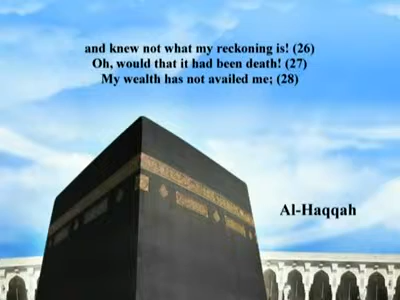 and knew not what my reckoning is! (26)
Oh, would that it had been death! (27)
My wealth has not availed me; (28)
Al-Haqqah